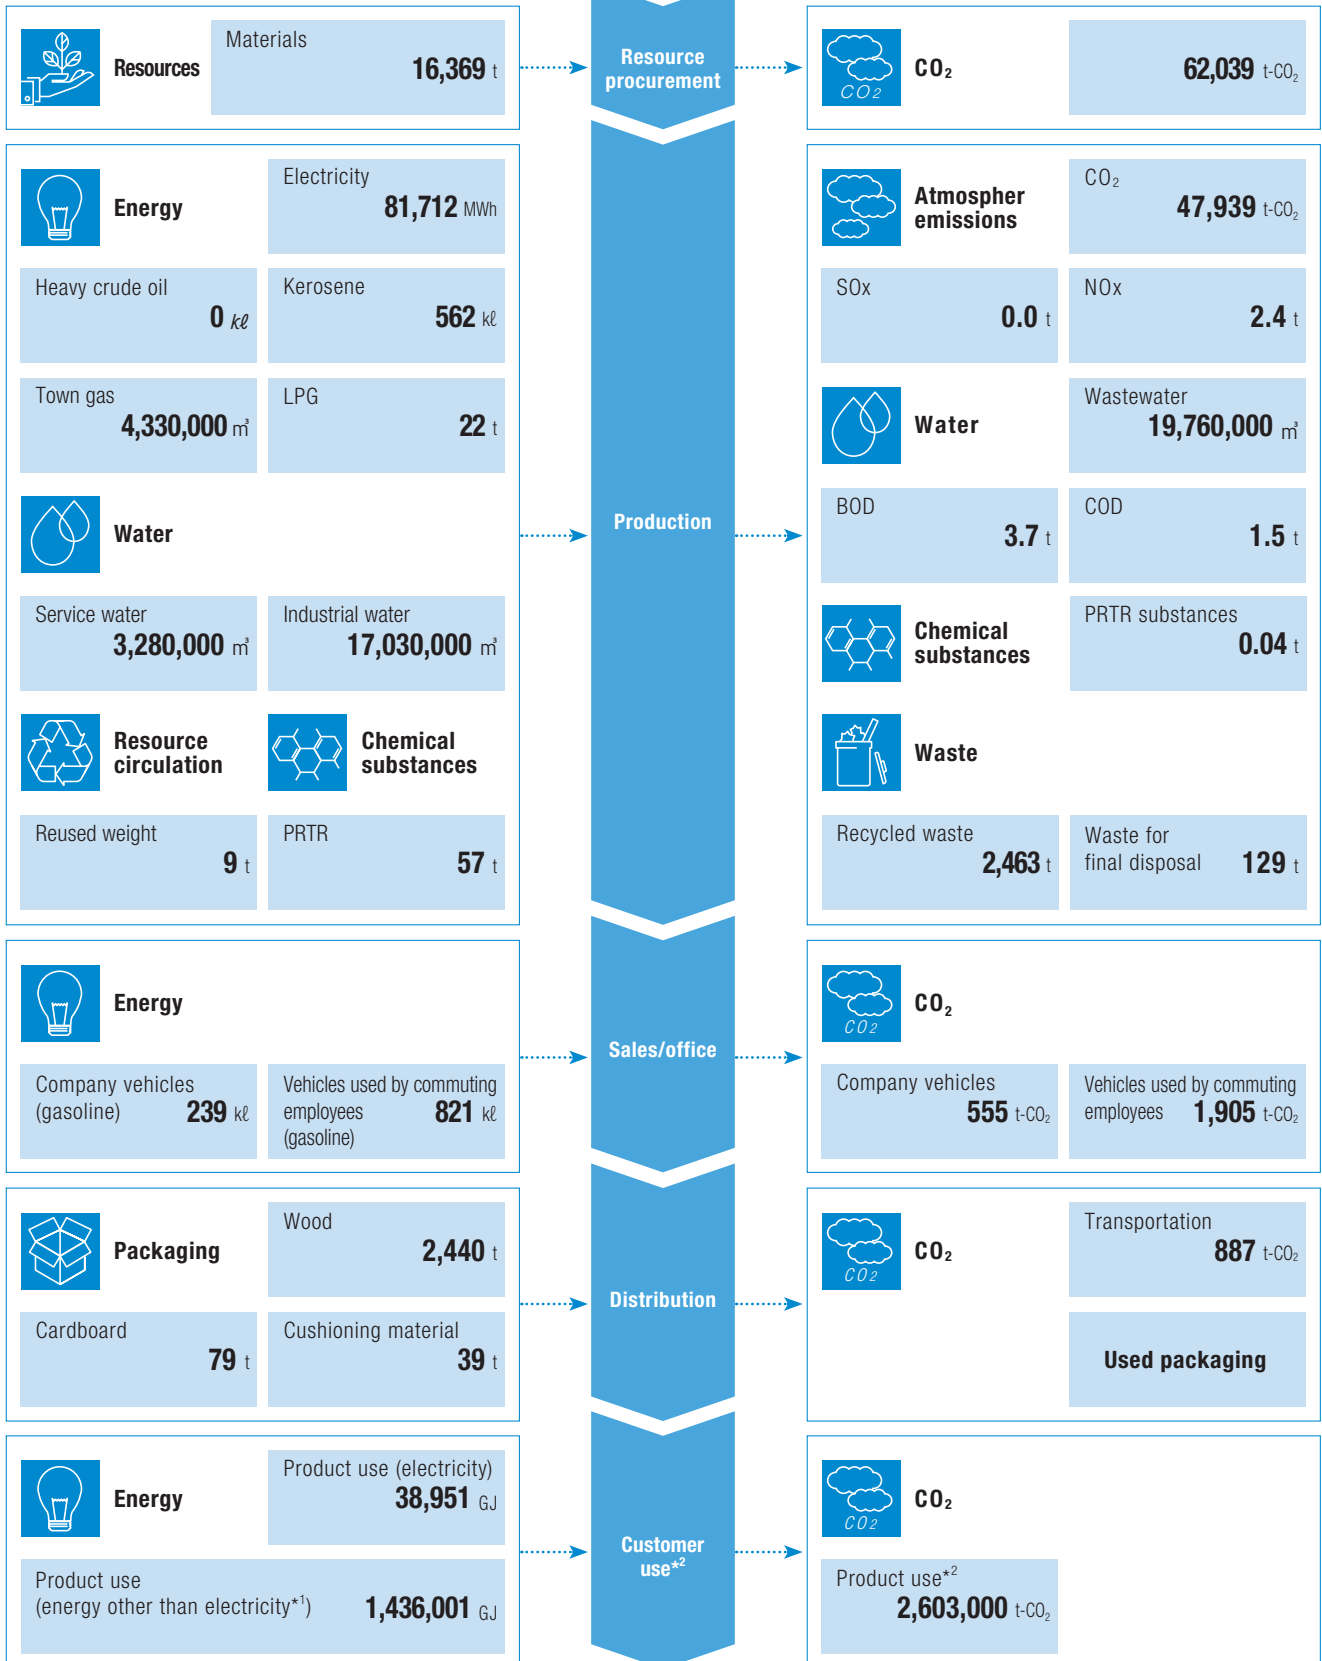 Resources
Materials
16,369 t
Resource
procurement
CO2
CO₂
62,039 t-CO₂
Energy
Electricity
81,712 MWh
Heavy crude oil
0 kℓ
Kerosene
562 kℓ
Town gas
4,330,000 ㎥
LPG
22 t
Water
Service water
3,280,000 ㎥
Industrial water
17,030,000 ㎥
Resource
circulation
Chemical
substances
Reused weight
9 t
PRTR
57 t
Production
Atmospher
emissions
CO₂
47,939 t-CO₂
SOx
0.0 t
NOx
2.4 t
Water
Wastewater
19,760,000 ㎥
BOD
3.7 t
COD
1.5 t
Chemical
substances
PRTR substances
0.04 t
Waste
Recycled waste
2,463 t
Waste for
final disposal 129 t
Energy
Company vehicles
(gasoline) 239 kℓ
Vehicles used by commuting
employees 821 kℓ
(gasoline)
Sales/office
CO2
CO₂
Company vehicles
555 t-CO₂
Vehicles used by commuting
employees 1,905 t-CO₂
Packaging
Wood
2,440 t
Cardboard
79 t
Cushioning material
39 t
Distribution
CO2
CO₂
Transportation
887 t-CO₂
Used packaging
Energy
Product use (electricity)
38,951 GJ
Product use
(energy other than electricity*¹) 1,436,001 GJ
Customer
use*²
CO2
CO₂
Product use*²
2,603,000 t-CO₂